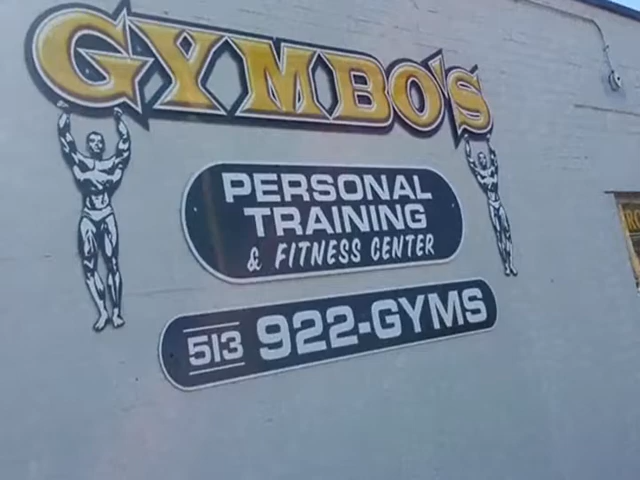 GYMBO'S
PERSONAL
TRAINING
& FITNESS CENTER
513 922-GYMS